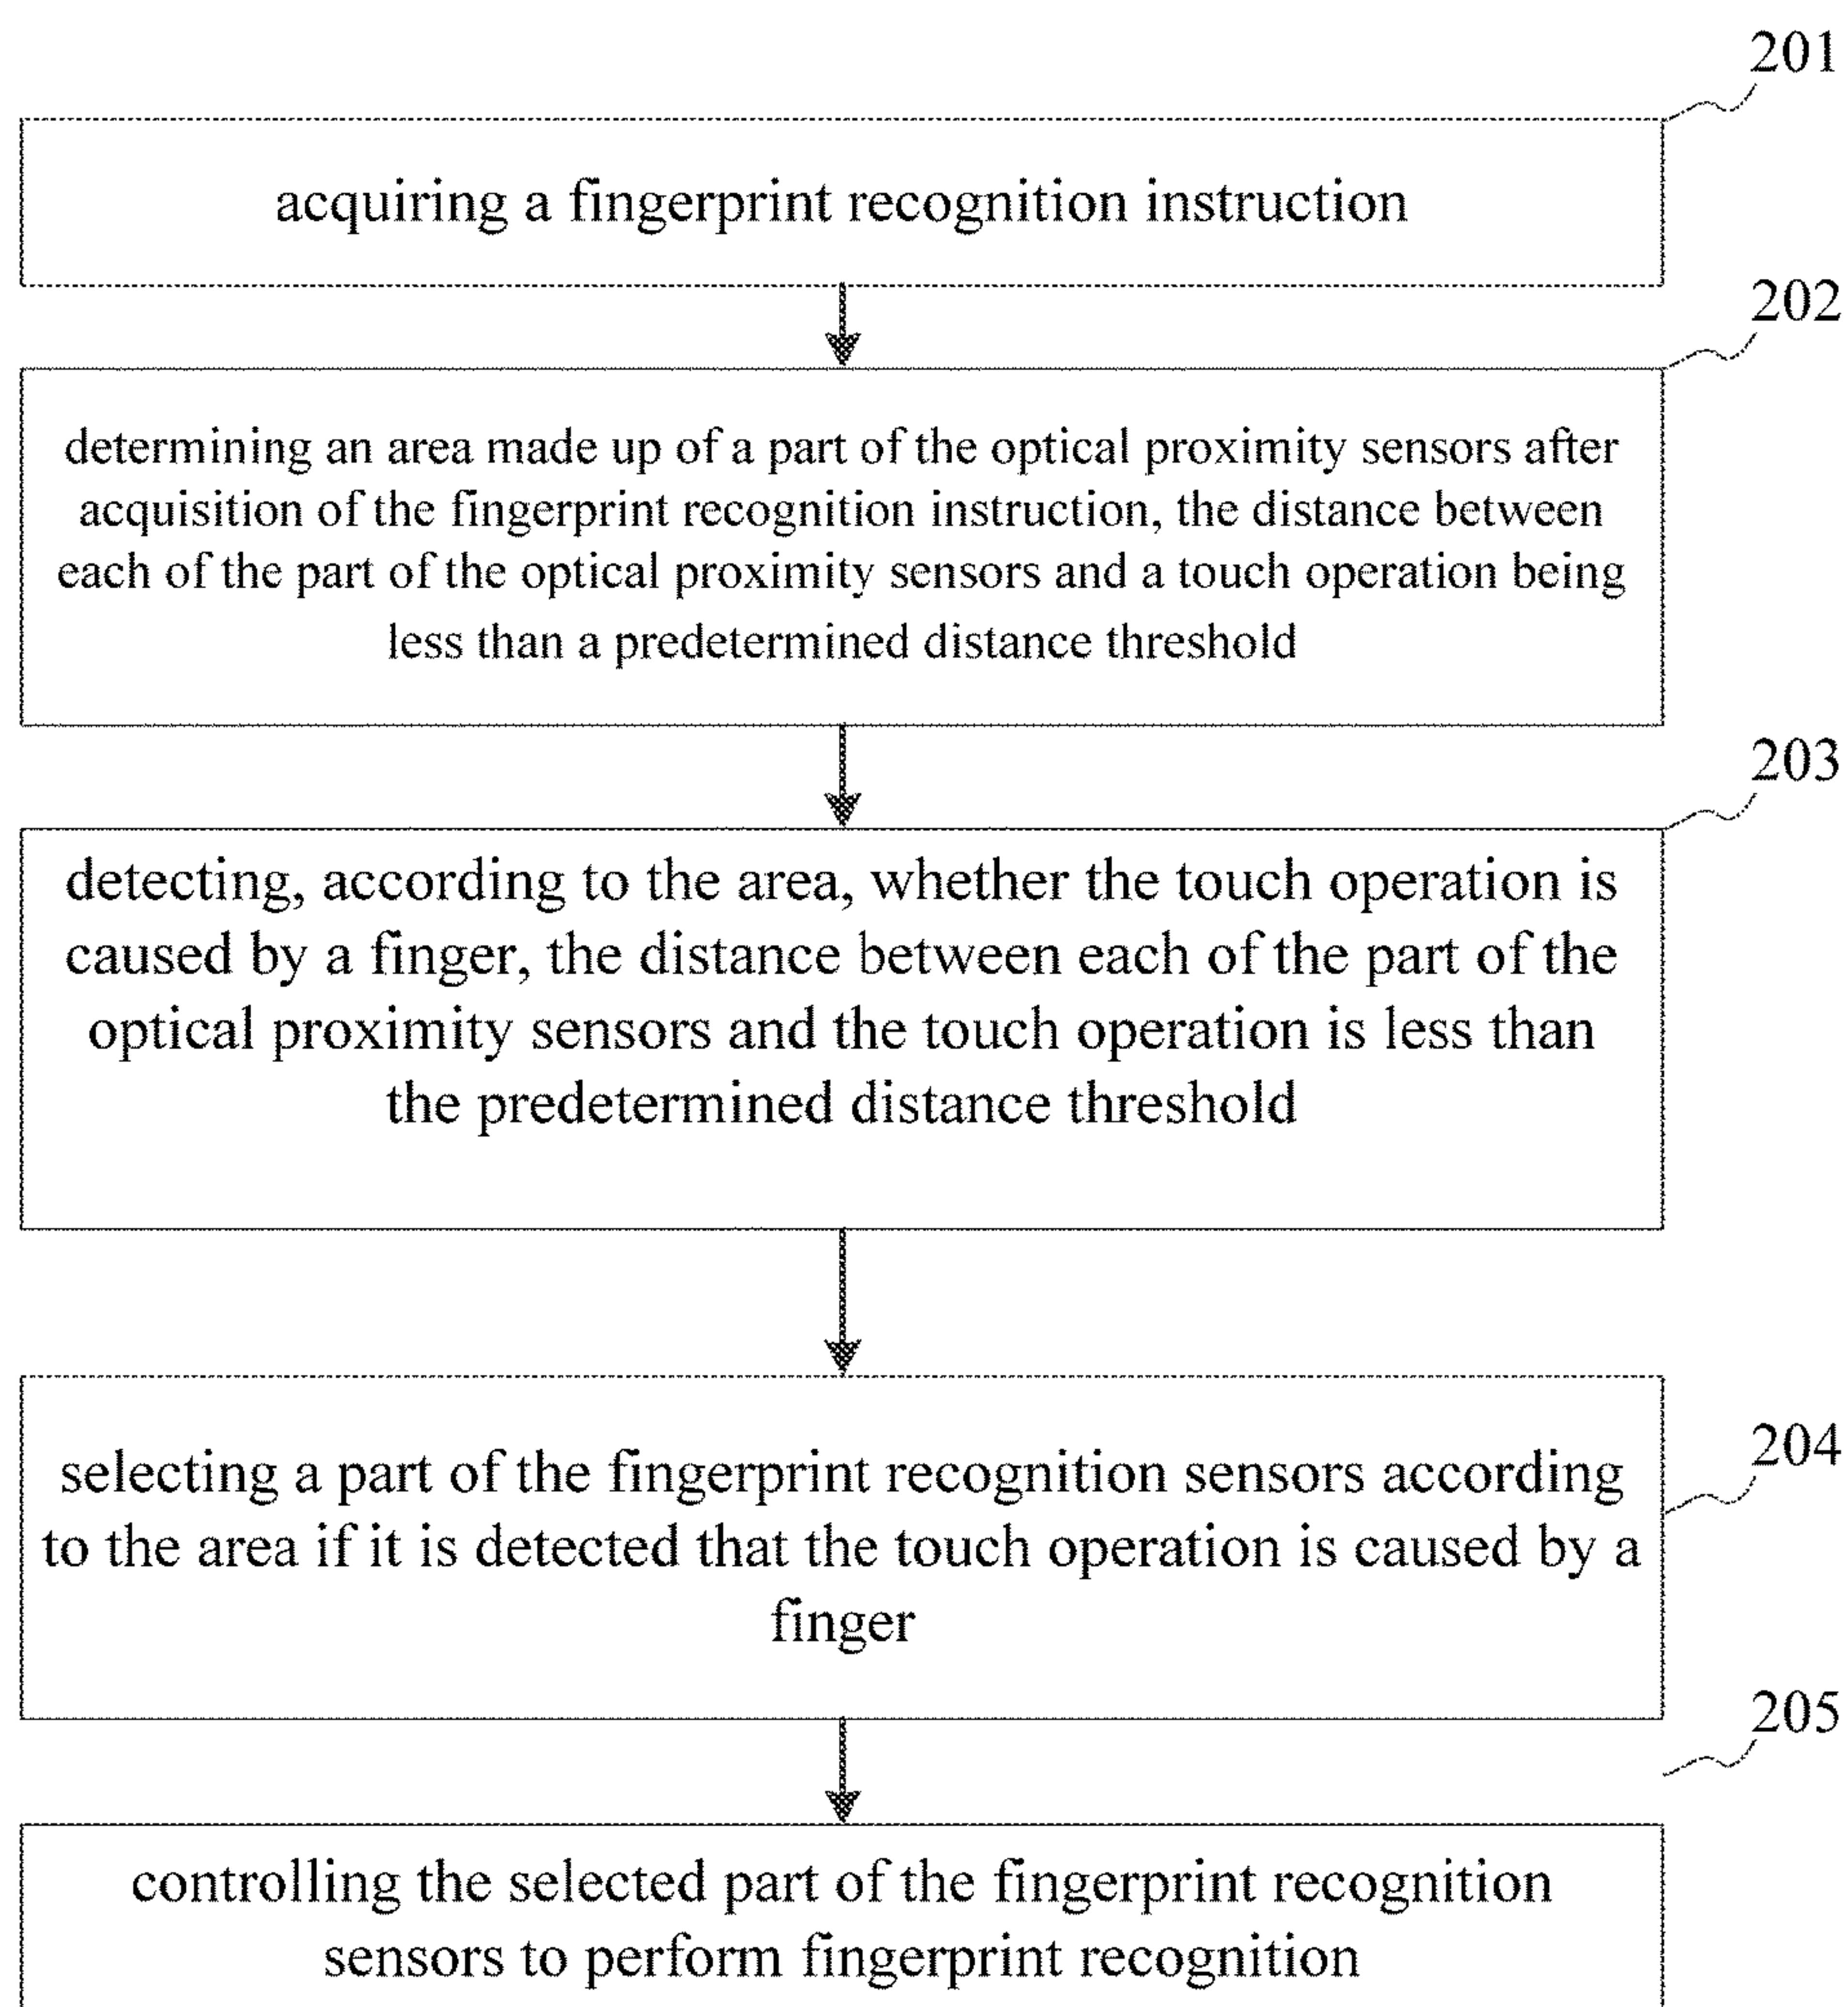 201
acquiring a fingerprint recognition instruction
202
determining an area made up of a part of the optical proximity sensors after
acquisition of the fingerprint recognition instruction, the distance between
each of the part of the optical proximity sensors and a touch operation being
less than a predetermined distance threshold
203
detecting, according to the area, whether the touch operation is
caused by a finger, the distance between each of the part of the
optical proximity sensors and the touch operation is less than
the predetermined distance threshold
204
selecting a part of the fingerprint recognition sensors according
to the area if it is detected that the touch operation is caused by a
finger
205
controlling the selected part of the fingerprint recognition
sensors to perform fingerprint recognition